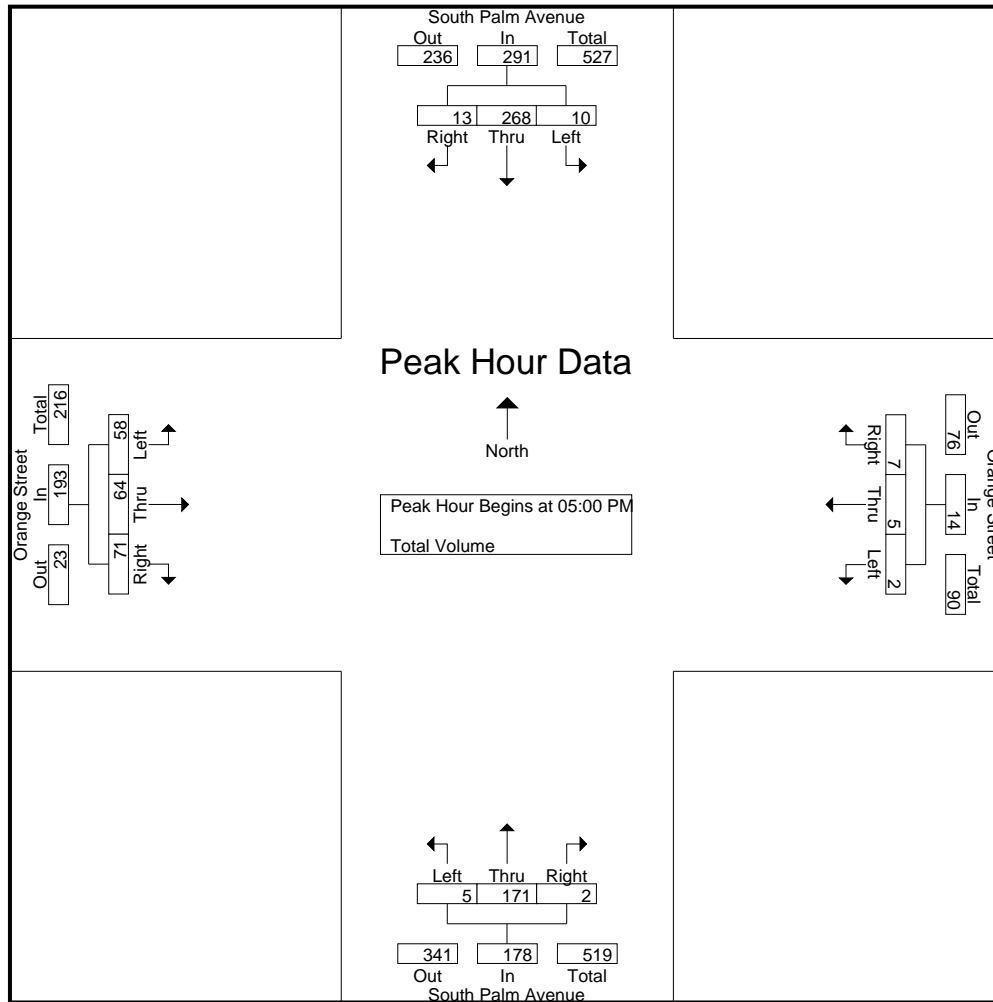 South Palm Avenue
Out In Total
236 291 527
13 268 10
Right Thru Left
Peak Hour Data
North
Peak Hour Begins at 05:00 PM
Total Volume
Orange Street
Total In Out
216 193 23
58 64 71
Left Thru Right
Right Thru Left
7 5 2
76 14 90
Out In Total
Orange Street
Left Thru Right
5 171 2
341 178 519
Out In Total
South Palm Avenue